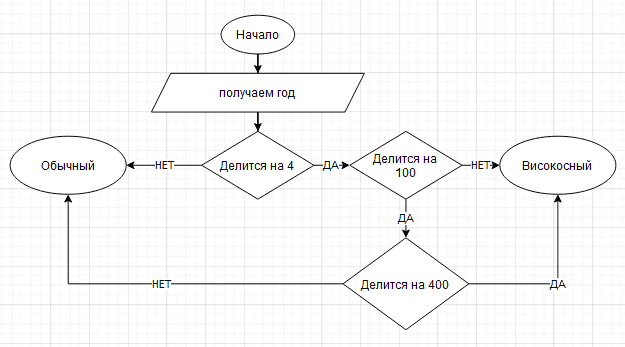 Начало
получаем год
Обычный
НЕТ
Делится на 4
ДА
Делится на
100
НЕТ
Високосный
ДА
НЕТ
Делится на 400
ДА